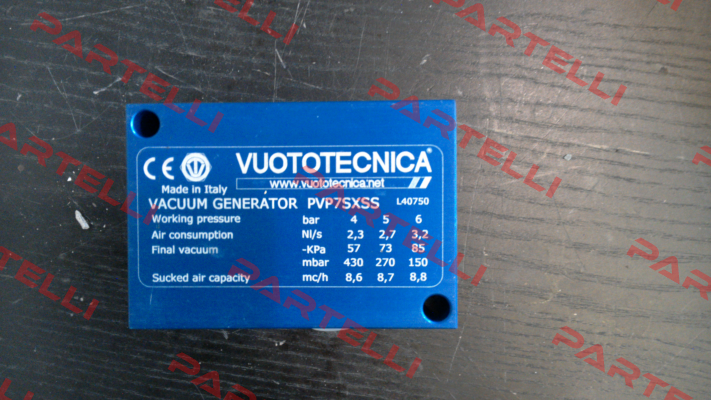 CE VUOTOTECNICA®
Made in Italy www.vuototecnica.net
VACUUM GENERATOR PVP7SXSS L40750
Working pressure bar 4 5 6
Air consumption Nl/s 2,3 2,7 3,2
Final vacuum -KPa 57 73 85
mbar 430 270 150
Sucked air capacity mc/h 8,6 8,7 8,8
PARTELLI
PARTELLI
PARTELLI
PARTELLI
PARTELLI
PARTELLI
PARTELLI
PARTELLI